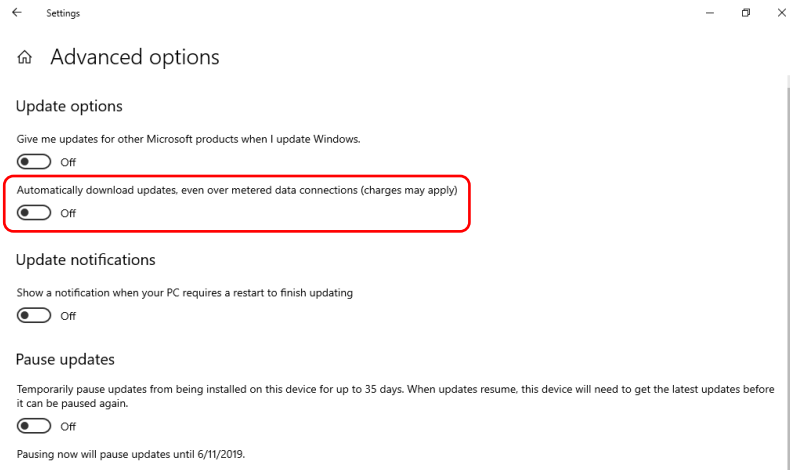 Settings
Advanced options
Update options
Give me updates for other Microsoft products when I update Windows.
Off
Automatically download updates, even over metered data connections (charges may apply)
Off
Update notifications
Show a notification when your PC requires a restart to finish updating
Off
Pause updates
Temporarily pause updates from being installed on this device for up to 35 days. When updates resume, this device will need to get the latest updates before
it can be paused again.
Off
Pausing now will pause updates until 6/11/2019.